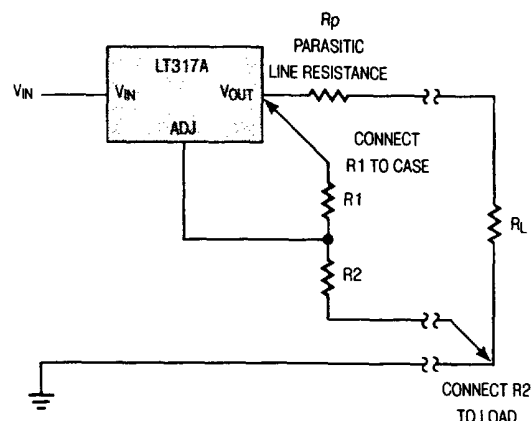 Rp
PARASITIC
LINE RESISTANCE
LT317A
VIN
VIN
VOUT
ADJ
CONNECT
R1 TO CASE
R1
RL
R2
CONNECT R2
TO LOAD